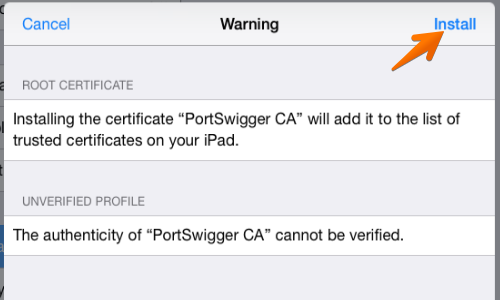 Cancel Warning Install
ROOT CERTIFICATE
Installing the certificate “PortSwigger CA” will add it to the list of
trusted certificates on your iPad.
UNVERIFIED PROFILE
The authenticity of “PortSwigger CA” cannot be verified.